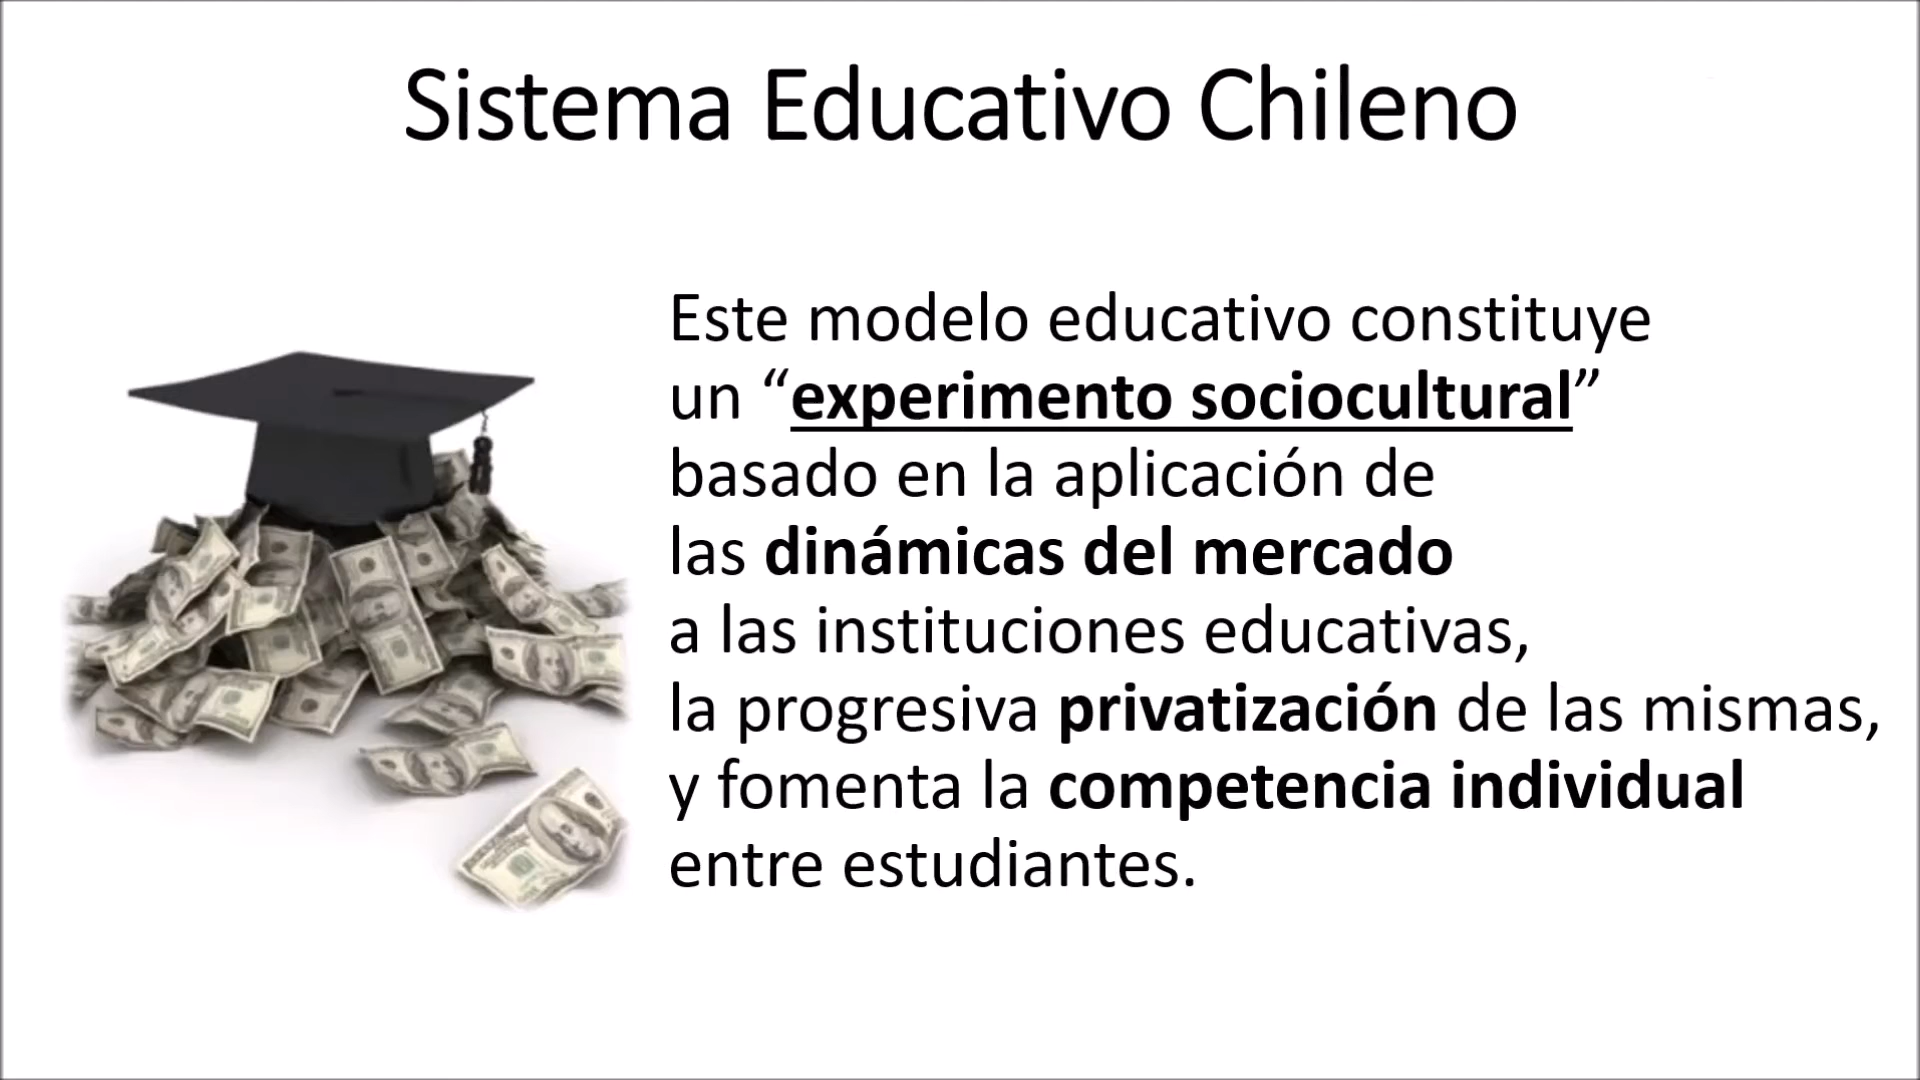 Sistema Educativo Chileno
Este modelo educativo constituye
un “experimento sociocultural”
basado en la aplicación de
las dinámicas del mercado
a las instituciones educativas,
la progresiva privatización de las mismas,
y fomenta la competencia individual
entre estudiantes.